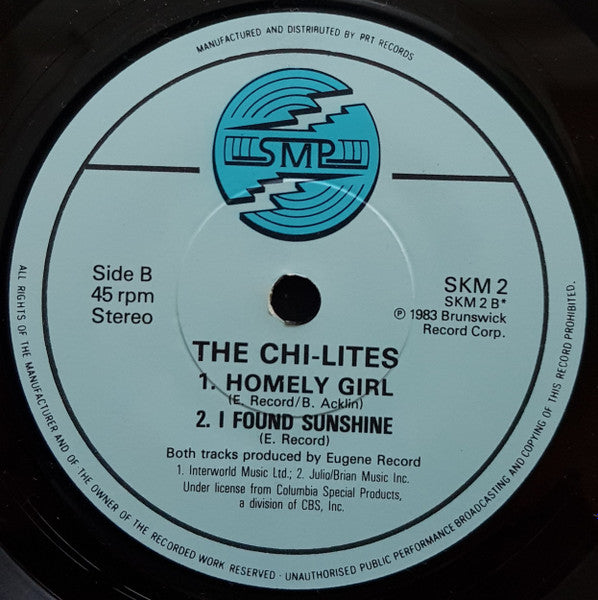 MANUFACTURED AND DISTRIBUTED BY PRT RECORDS
SMP
Side B
45 rpm
Stereo
SKM 2
SKM 2 B*
℗ 1983 Brunswick
Record Corp.
THE CHI-LITES
1. HOMELY GIRL
(E. Record/B. Acklin)
2. I FOUND SUNSHINE
(E. Record)
Both tracks produced by Eugene Record
1. Interworld Music Ltd.; 2. Julio/Brian Music Inc.
Under license from Columbia Special Products,
a division of CBS, Inc.
ALL RIGHTS OF THE MANUFACTURER AND OF THE OWNER OF THE RECORDED WORK RESERVED · UNAUTHORISED PUBLIC PERFORMANCE BROADCASTING AND COPYING OF THIS RECORD PROHIBITED.